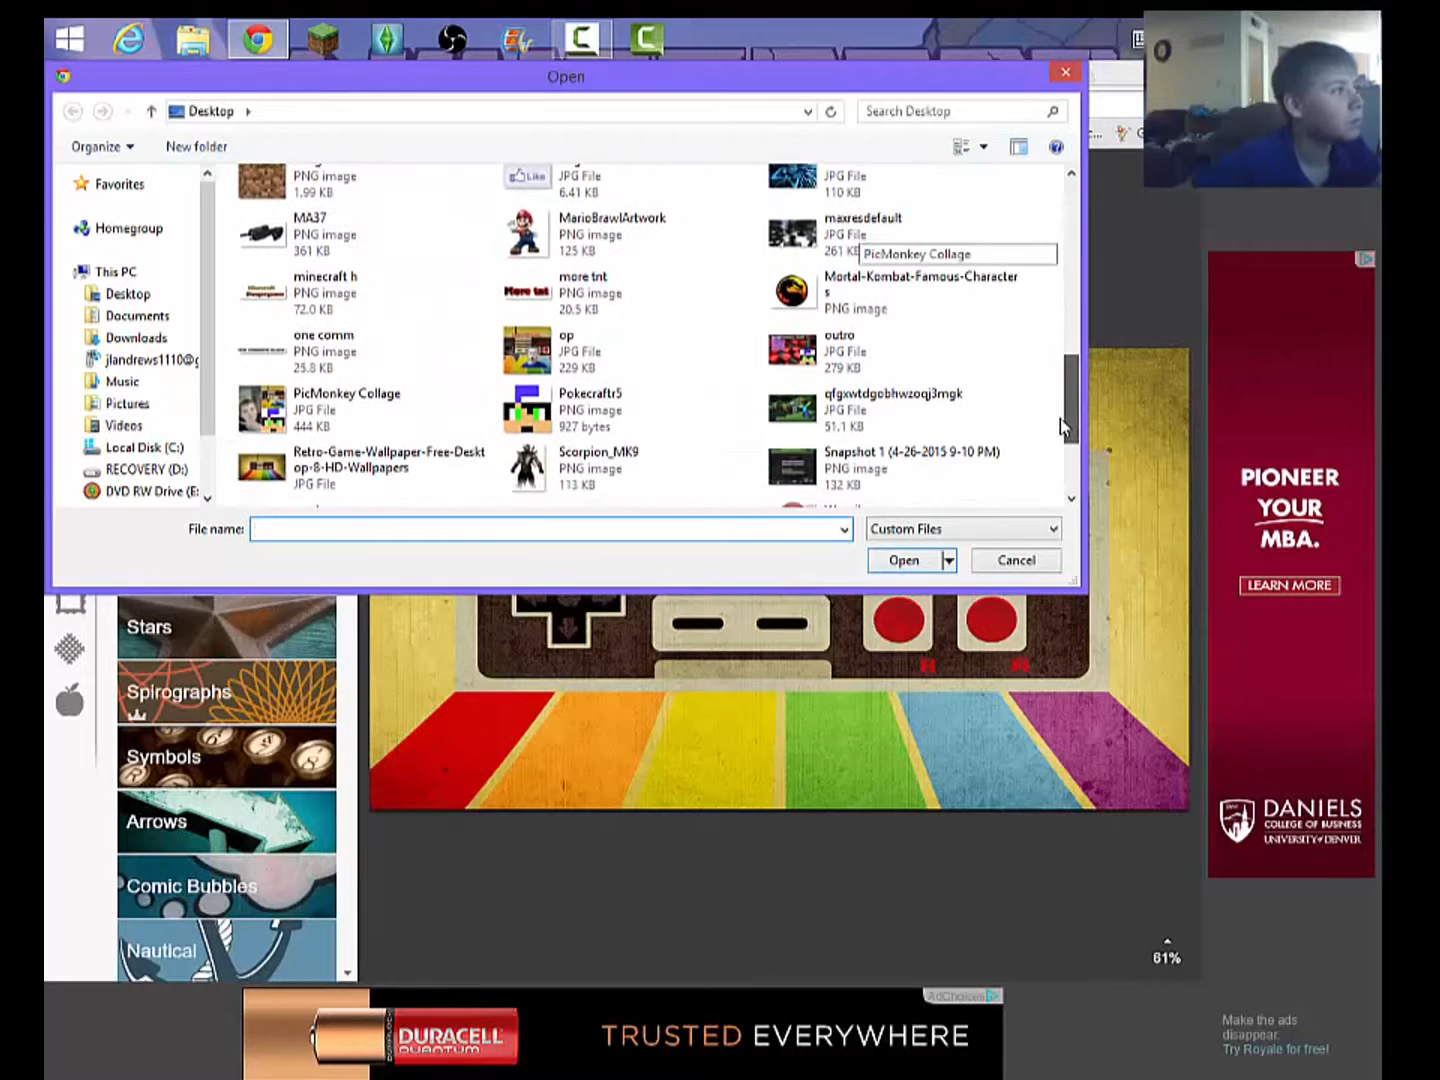 Open
Desktop
Search Desktop
Organize
New folder
Favorites
Homegroup
This PC
Desktop
Documents
Downloads
jlandrews1110@g
Music
Pictures
Videos
Local Disk (C:)
RECOVERY (D:)
DVD RW Drive (E:
PNG image
1.99 KB
Like
JPG File
6.41 KB
JPG File
110 KB
MA37
PNG image
361 KB
MarioBrawlArtwork
PNG image
125 KB
maxresdefault
JPG File
261 KB
PicMonkey Collage
minecraft h
PNG image
72.0 KB
More tnt
more tnt
PNG image
20.5 KB
Mortal-Kombat-Famous-Character
s
PNG image
one comm
PNG image
25.8 KB
op
JPG File
229 KB
outro
JPG File
279 KB
PicMonkey Collage
JPG File
444 KB
Pokecraftr5
PNG image
927 bytes
qfgxwtdgobhwzoqj3mgk
JPG File
51.1 KB
Retro-Game-Wallpaper-Free-Deskt
op-8-HD-Wallpapers
JPG File
Scorpion_MK9
PNG image
113 KB
Snapshot 1 (4-26-2015 9-10 PM)
PNG image
132 KB
File name:
Custom Files
Open
Cancel
Stars
Spirographs
Symbols
Arrows
Comic Bubbles
Nautical
61%
PIONEER
YOUR
MBA.
LEARN MORE
DANIELS
COLLEGE OF BUSINESS
UNIVERSITY OF DENVER
AdChoices
DURACELL
QUANTUM
TRUSTED EVERYWHERE
Make the ads
disappear.
Try Royale for free!